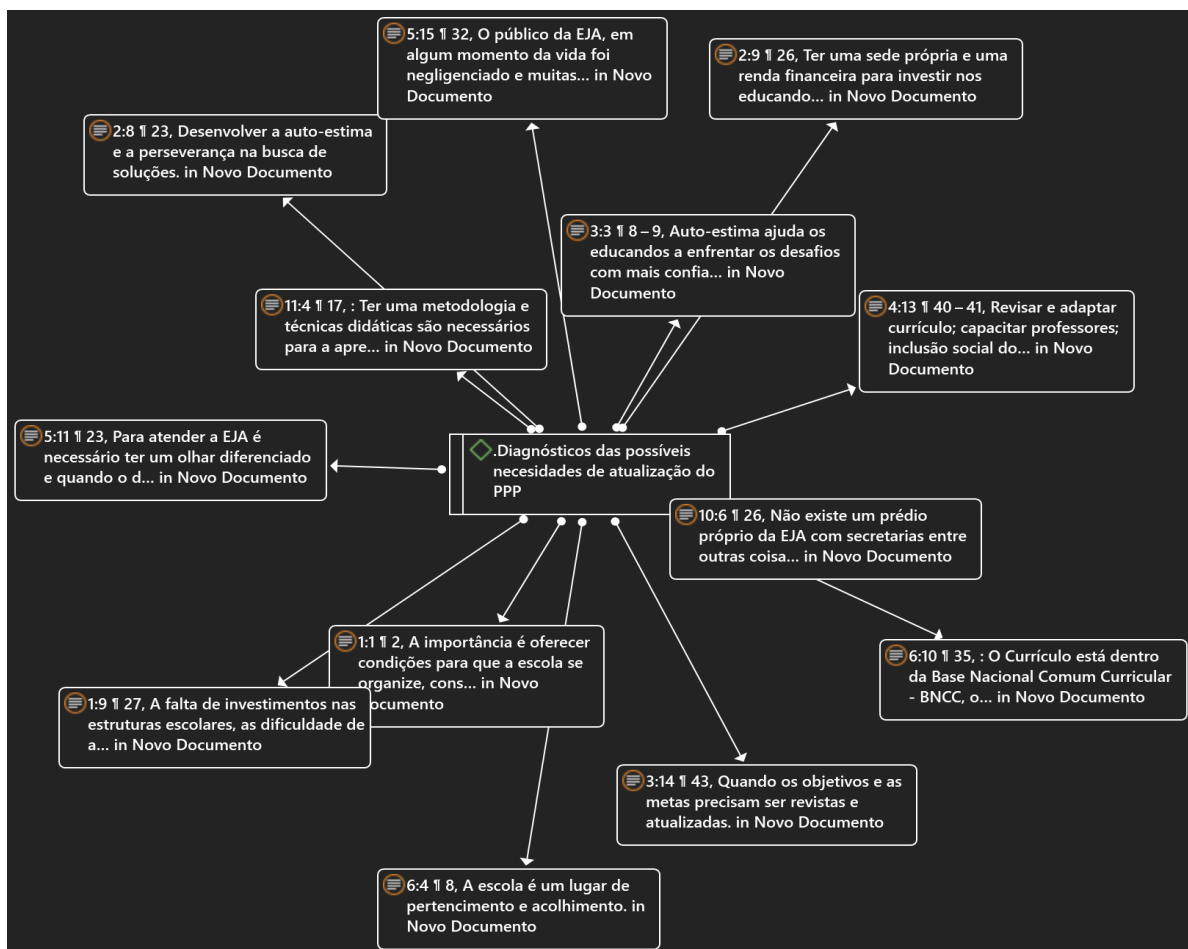 5:15 ¶ 32, O público da EJA, em
algum momento da vida foi
negligenciado e muitas... in Novo
Documento
2:9 ¶ 26, Ter uma sede própria e uma
renda financeira para investir nos
educando... in Novo Documento
2:8 ¶ 23, Desenvolver a auto-estima
e a perseverança na busca de
soluções. in Novo Documento
3:3 ¶ 8 – 9, Auto-estima ajuda os
educandos a enfrentar os desafios
com mais confia... in Novo
Documento
11:4 ¶ 17, : Ter uma metodologia e
técnicas didáticas são necessários
para a apre... in Novo Documento
4:13 ¶ 40 – 41, Revisar e adaptar
currículo; capacitar professores;
inclusão social do... in Novo
Documento
5:11 ¶ 23, Para atender a EJA é
necessário ter um olhar diferenciado
e quando o d... in Novo Documento
.Diagnósticos das possíveis
necesidades de atualização do
PPP
10:6 ¶ 26, Não existe um prédio
próprio da EJA com secretarias entre
outras coisa... in Novo Documento
1:1 ¶ 2, A importância é oferecer
condições para que a escola se
organize, cons... in Novo
Documento
6:10 ¶ 35, : O Currículo está dentro
da Base Nacional Comum Curricular
- BNCC, o... in Novo Documento
1:9 ¶ 27, A falta de investimentos nas
estruturas escolares, as dificuldade de
a... in Novo Documento
3:14 ¶ 43, Quando os objetivos e as
metas precisam ser revistas e
atualizadas. in Novo Documento
6:4 ¶ 8, A escola é um lugar de
pertencimento e acolhimento. in
Novo Documento